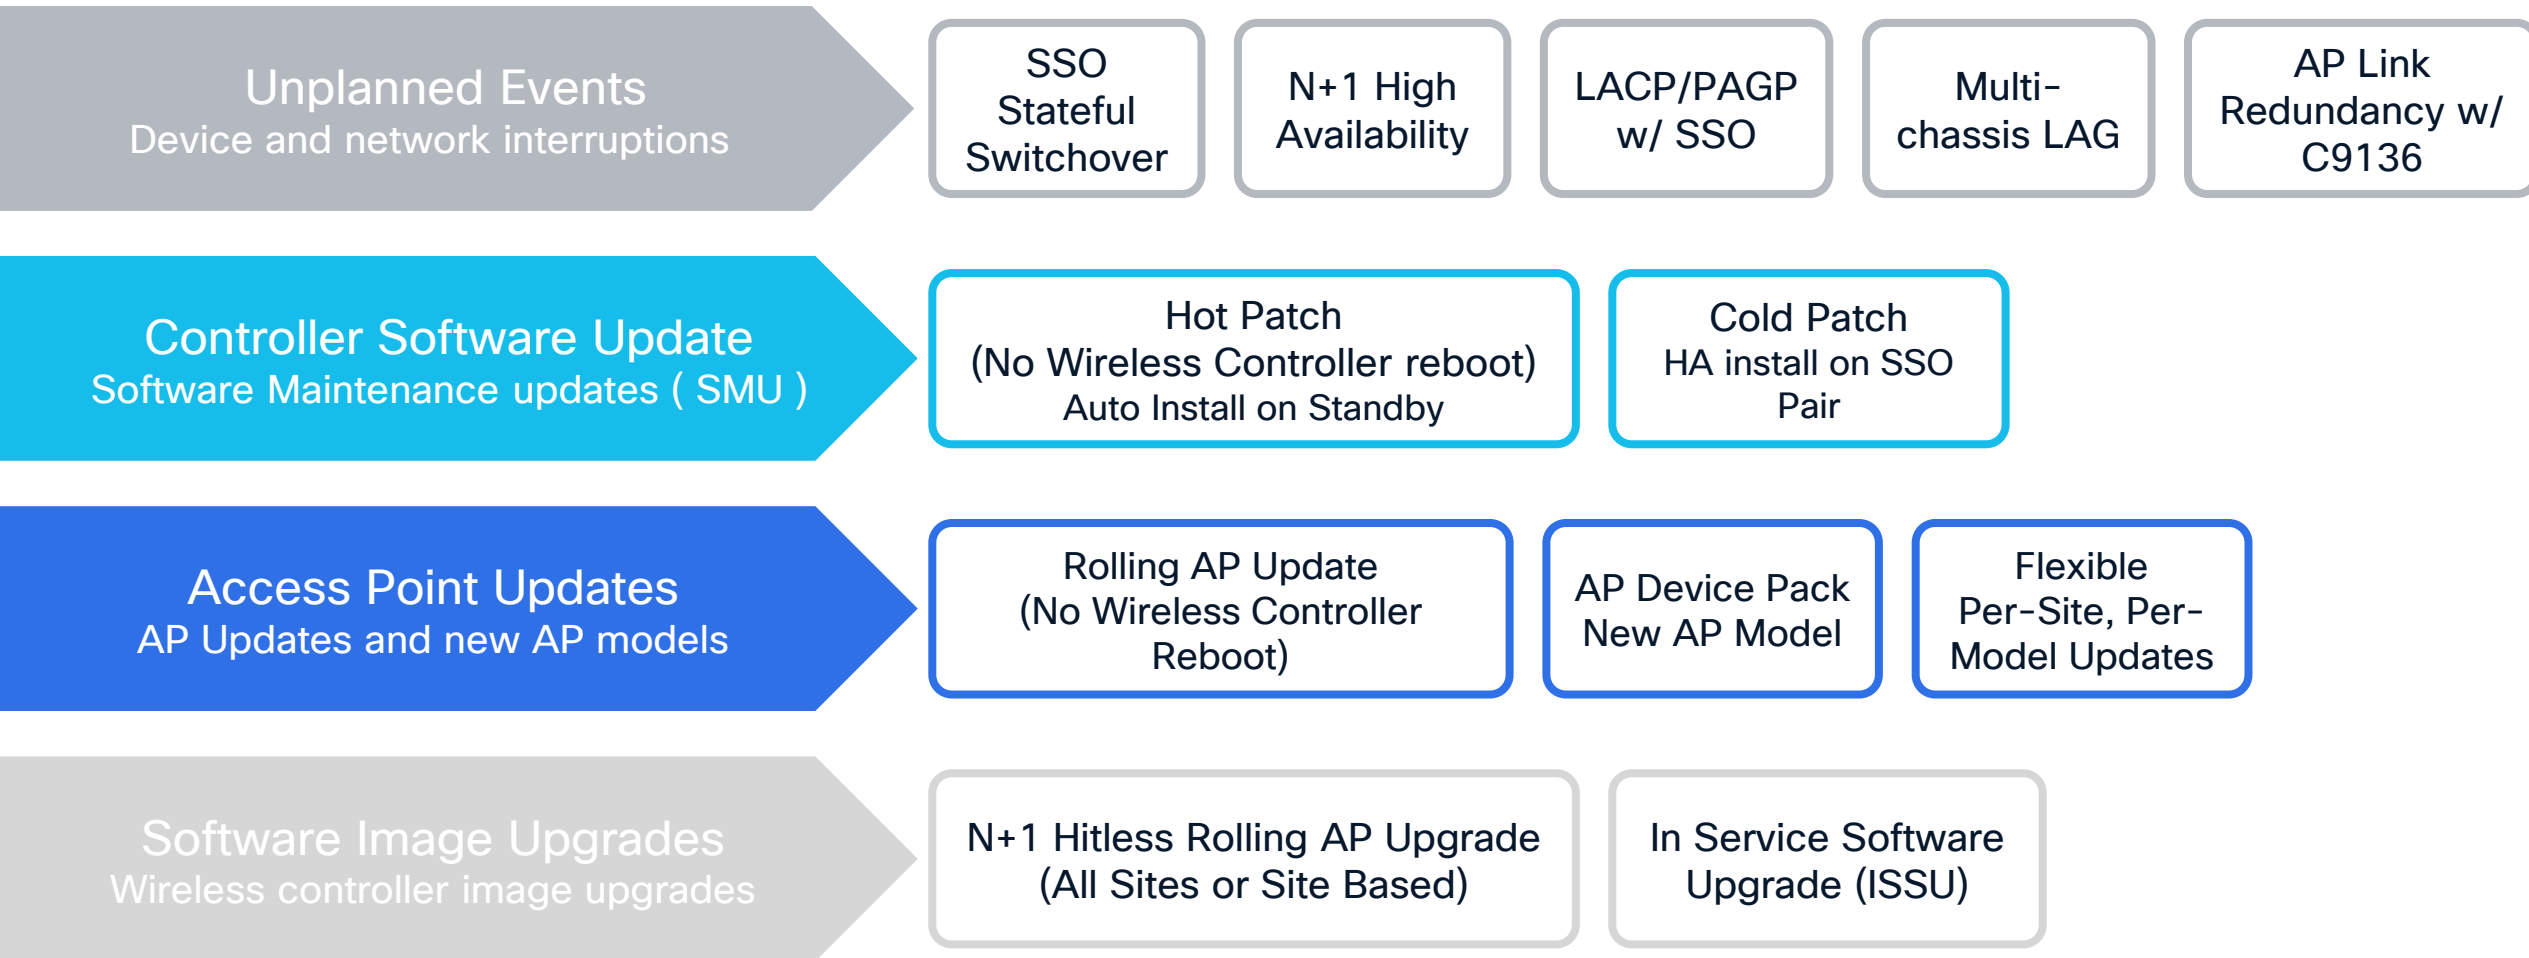 Unplanned Events
Device and network interruptions
SSO
Stateful
Switchover
N+1 High
Availability
LACP/PAGP
w/ SSO
Multi-
chassis LAG
AP Link
Redundancy w/
C9136
Controller Software Update
Software Maintenance updates ( SMU )
Hot Patch
(No Wireless Controller reboot)
Auto Install on Standby
Cold Patch
HA install on SSO
Pair
Access Point Updates
AP Updates and new AP models
Rolling AP Update
(No Wireless Controller
Reboot)
AP Device Pack
New AP Model
Flexible
Per-Site, Per-
Model Updates
Software Image Upgrades
Wireless controller image upgrades
N+1 Hitless Rolling AP Upgrade
(All Sites or Site Based)
In Service Software
Upgrade (ISSU)